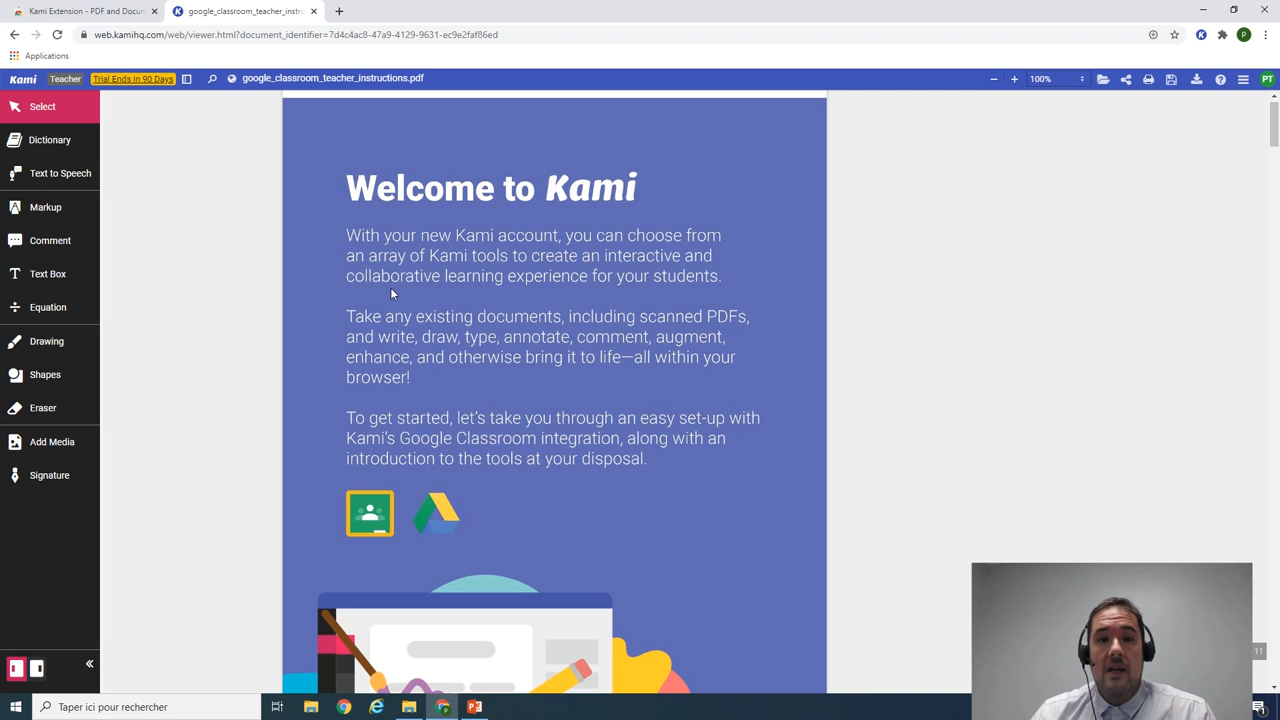 Kami Extension - PDF and Docum
google_classroom_teacher_instru
web.kamihq.com/web/viewer.html?document_identifier=7d4c4ac8-47a9-4129-9631-ec9e2faf86ed
P
Applications
Kami
Teacher
Trial Ends In 90 Days
google_classroom_teacher_instructions.pdf
100%
PT
Select
Dictionary
Text to Speech
Markup
Comment
Text Box
Equation
Drawing
Shapes
Eraser
Add Media
Signature
Welcome to Kami
With your new Kami account, you can choose from
an array of Kami tools to create an interactive and
collaborative learning experience for your students.
Take any existing documents, including scanned PDFs,
and write, draw, type, annotate, comment, augment,
enhance, and otherwise bring it to life—all within your
browser!
To get started, let's take you through an easy set-up with
Kami's Google Classroom integration, along with an
introduction to the tools at your disposal.
11
Taper ici pour rechercher